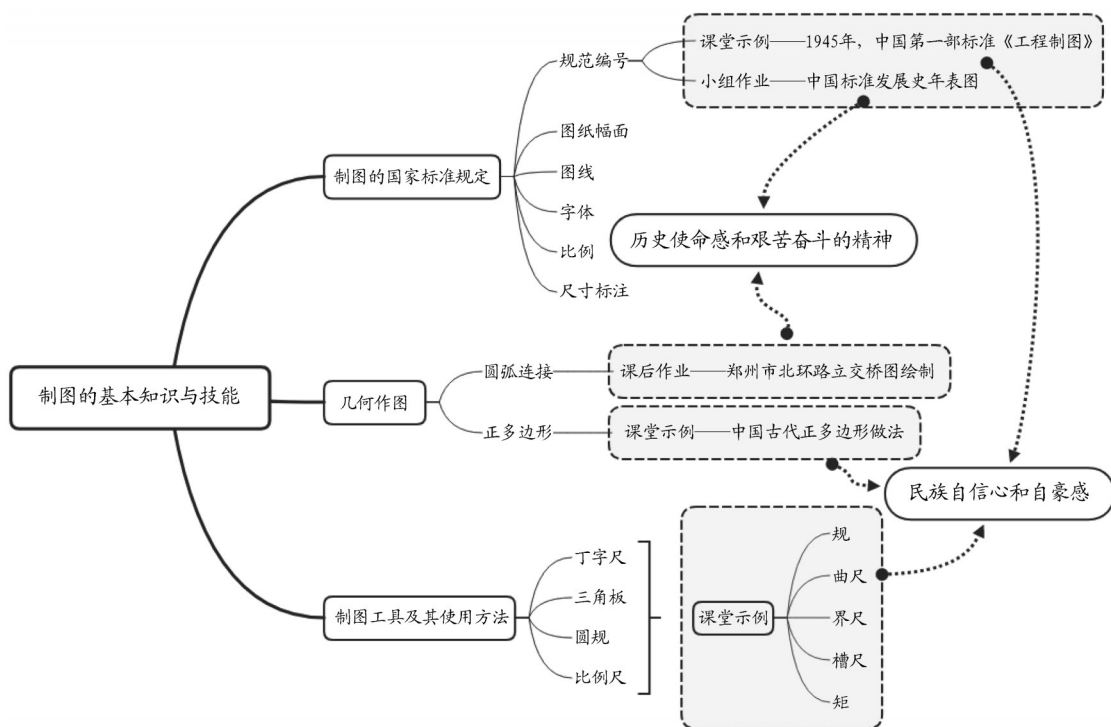 制图的基本知识与技能
制图的国家标准规定
规范编号
课堂示例——1945年，中国第一部标准《工程制图》
小组作业——中国标准发展史年表图
图纸幅面
图线
字体
比例
尺寸标注
历史使命感和艰苦奋斗的精神
几何作图
圆弧连接
课后作业——郑州市北环路立交桥图绘制
正多边形
课堂示例——中国古代正多边形做法
民族自信心和自豪感
制图工具及其使用方法
丁字尺
三角板
圆规
比例尺
课堂示例
规
曲尺
界尺
槽尺
矩